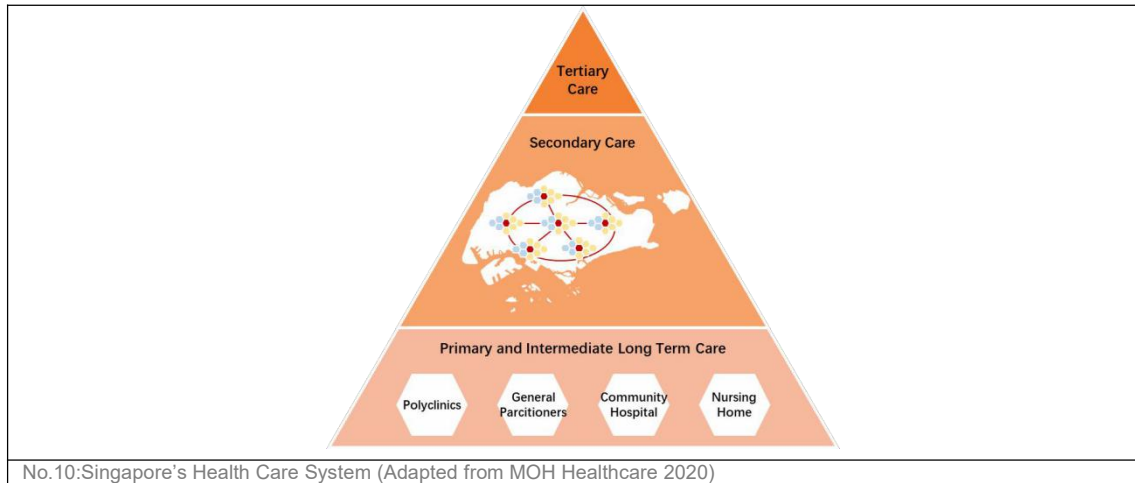 Tertiary
Care
Secondary Care
Primary and Intermediate Long Term Care
Polyclinics
General
Parcitioners
Community
Hospital
Nursing
Home
No.10:Singapore’s Health Care System (Adapted from MOH Healthcare 2020)